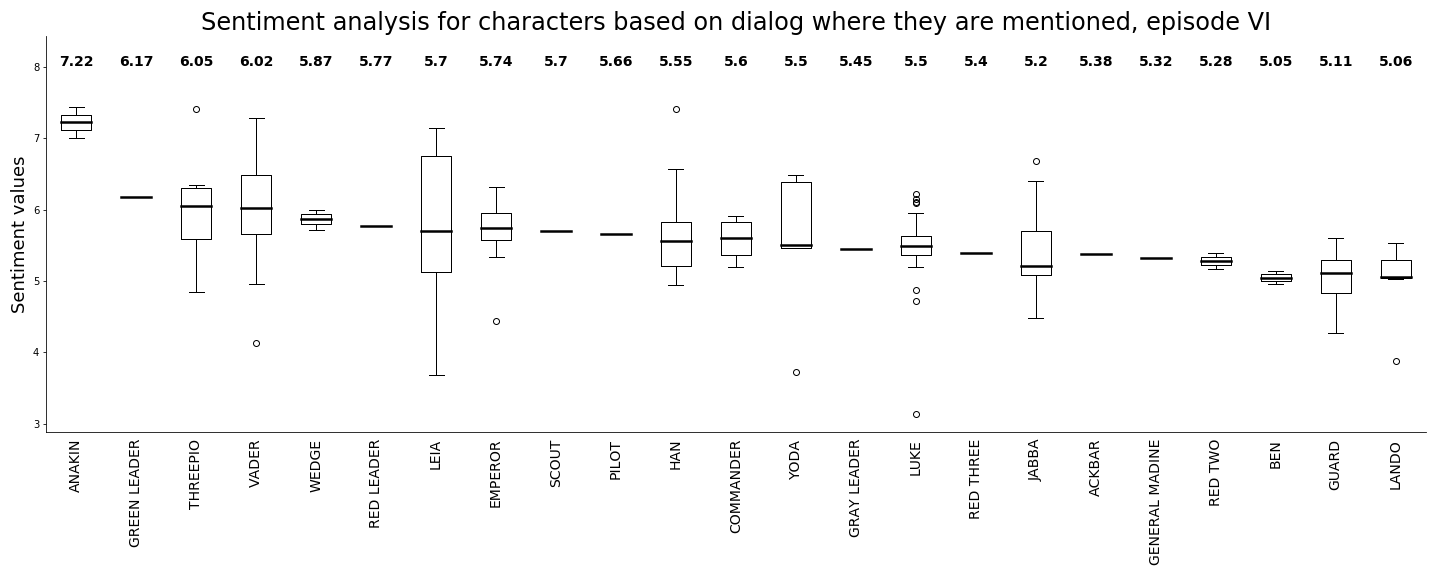 Sentiment analysis for characters based on dialog where they are mentioned, episode VI
7.22 6.17 6.05 6.02 5.87 5.77 5.7 5.74 5.7 5.66 5.55 5.6 5.5 5.45 5.5 5.4 5.2 5.38 5.32 5.28 5.05 5.11 5.06
Sentiment values
8
7
6
5
4
3
ANAKIN
GREEN LEADER
THREEPIO
VADER
WEDGE
RED LEADER
LEIA
EMPEROR
SCOUT
PILOT
HAN
COMMANDER
YODA
GRAY LEADER
LUKE
RED THREE
JABBA
ACKBAR
GENERAL MADINE
RED TWO
BEN
GUARD
LANDO